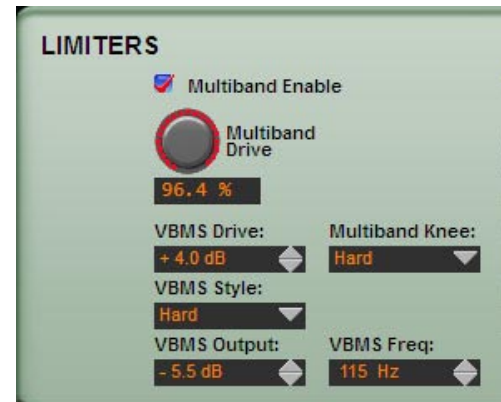 LIMITERS
Multiband Enable
Multiband
Drive
96.4 %
VBMS Drive: Multiband Knee:
+ 4.0 dB Hard
VBMS Style:
Hard
VBMS Output: VBMS Freq:
- 5.5 dB 115 Hz